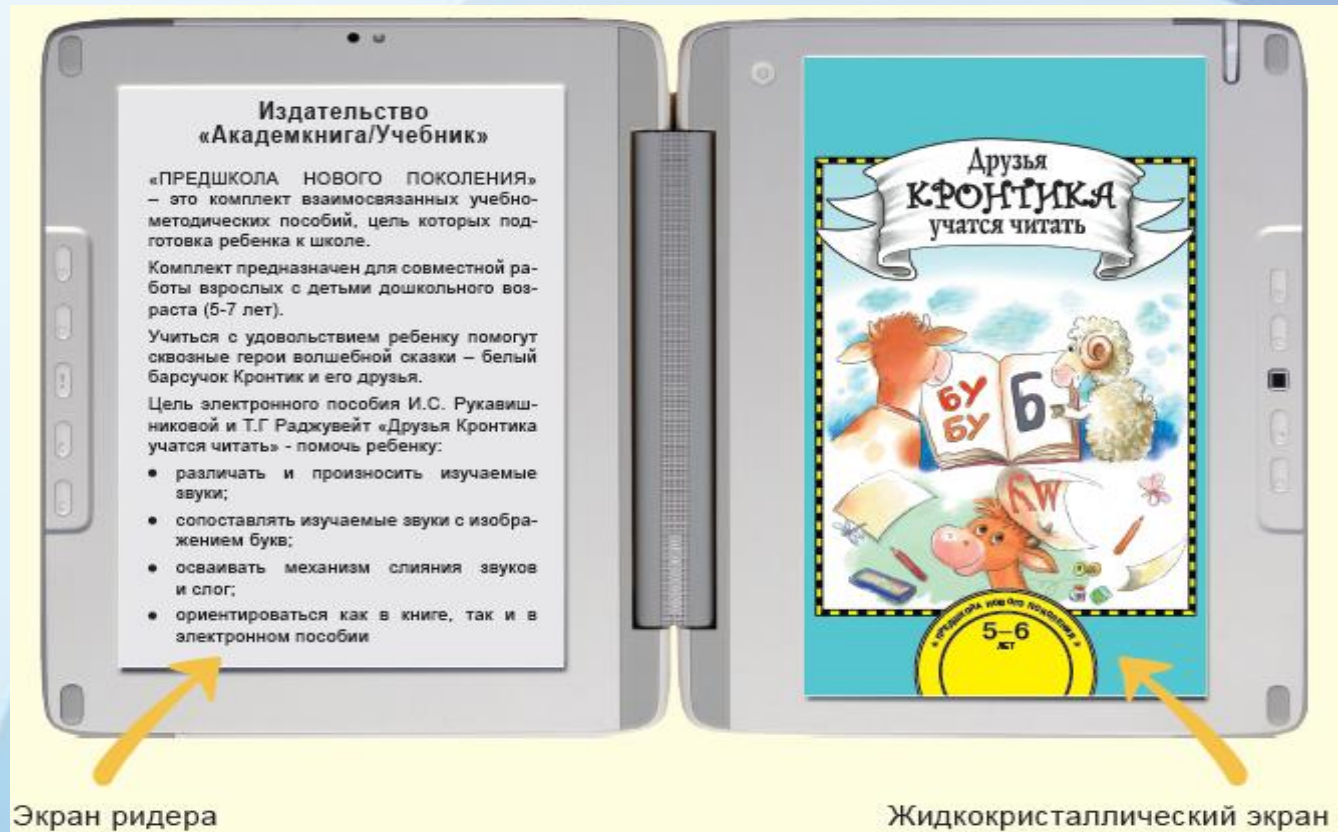 Издательство
«Академкнига/Учебник»
«ПРЕДШКОЛА НОВОГО ПОКОЛЕНИЯ»
– это комплект взаимосвязанных учебно-
методических пособий, цель которых под-
готовка ребенка к школе.
Комплект предназначен для совместной ра-
боты взрослых с детьми дошкольного воз-
раста (5-7 лет).
Учиться с удовольствием ребенку помогут
сквозные герои волшебной сказки – белый
барсучок Кронтик и его друзья.
Цель электронного пособия И.С. Рукавиш-
никовой и Т.Г Раджувейт «Друзья Кронтика
учатся читать» - помочь ребенку:
• различать и произносить изучаемые
звуки;
• сопоставлять изучаемые звуки с изобра-
жением букв;
• осваивать механизм слияния звуков
и слог;
• ориентироваться как в книге, так и в
электронном пособии
Друзья
КРОНТИКА
учатся читать
БУ
БУ
Б
«ПРЕДШКОЛА НОВОГО ПОКОЛЕНИЯ»
5–6
ЛЕТ
Экран ридера
Жидкокристаллический экран